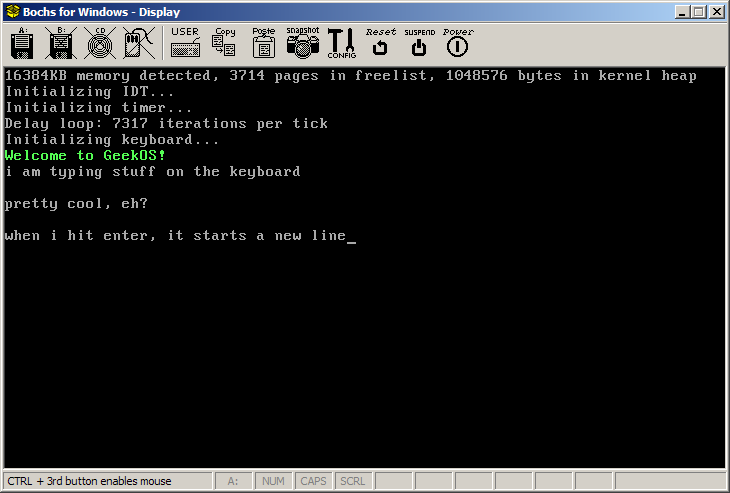 Bochs for Windows - Display
A: B: CD USER Copy Paste snapshot CONFIG Reset SUSPEND Power
16384KB memory detected, 3714 pages in freelist, 1048576 bytes in kernel heap
Initializing IDT...
Initializing timer...
Delay loop: 7317 iterations per tick
Initializing keyboard...
Welcome to GeekOS!
i am typing stuff on the keyboard
pretty cool, eh?
when i hit enter, it starts a new line_
CTRL + 3rd button enables mouse A: NUM CAPS SCRL